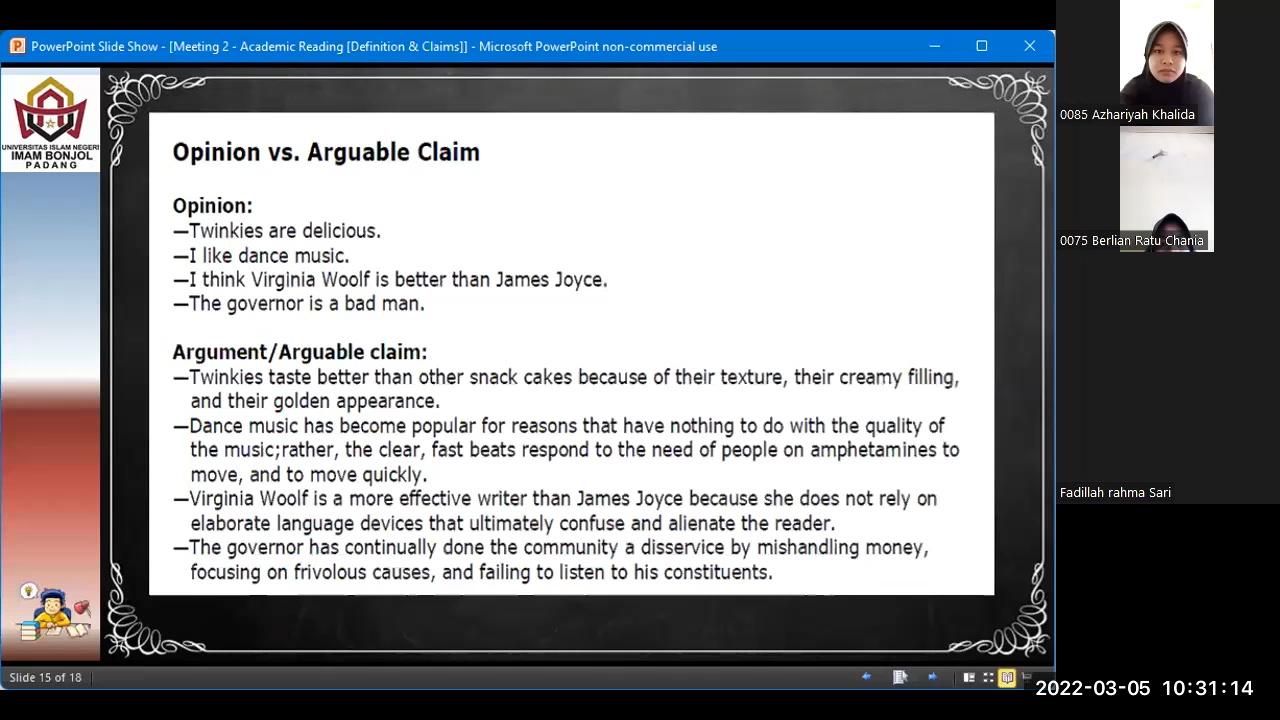 PowerPoint Slide Show - [Meeting 2 - Academic Reading [Definition & Claims]] - Microsoft PowerPoint non-commercial use
UNIVERSITAS ISLAM NEGERI
IMAM BONJOL
PADANG
Opinion vs. Arguable Claim
Opinion:
—Twinkies are delicious.
—I like dance music.
—I think Virginia Woolf is better than James Joyce.
—The governor is a bad man.
Argument/Arguable claim:
—Twinkies taste better than other snack cakes because of their texture, their creamy filling,
and their golden appearance.
—Dance music has become popular for reasons that have nothing to do with the quality of
the music;rather, the clear, fast beats respond to the need of people on amphetamines to
move, and to move quickly.
—Virginia Woolf is a more effective writer than James Joyce because she does not rely on
elaborate language devices that ultimately confuse and alienate the reader.
—The governor has continually done the community a disservice by mishandling money,
focusing on frivolous causes, and failing to listen to his constituents.
Slide 15 of 18
0085 Azhariyah Khalida
0075 Berlian Ratu Chania
Fadillah rahma Sari
2022-03-05 10:31:14